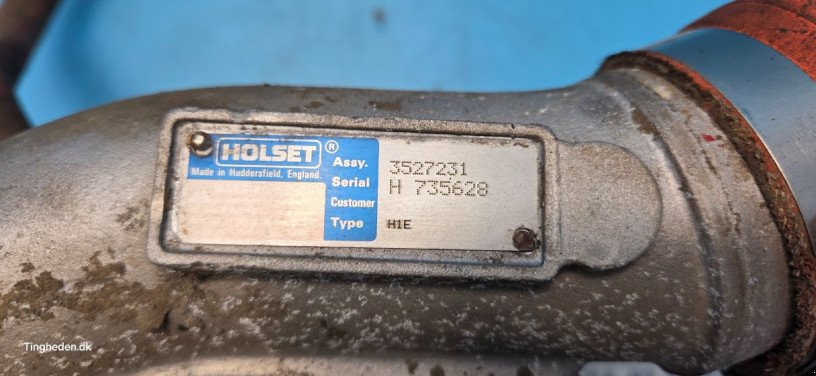 HOLSET ®
Made in Huddersfield, England.
Assy. 3527231
Serial H 735628
Customer
Type H1E
Tingheden.dk